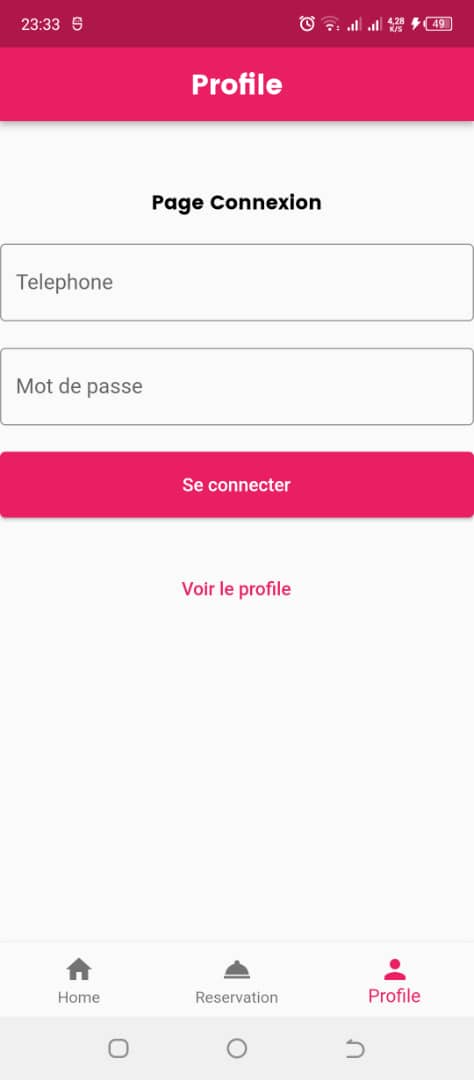 23:33
4,28
K/S
49
Profile
Page Connexion
Telephone
Mot de passe
Se connecter
Voir le profile
Home
Reservation
Profile